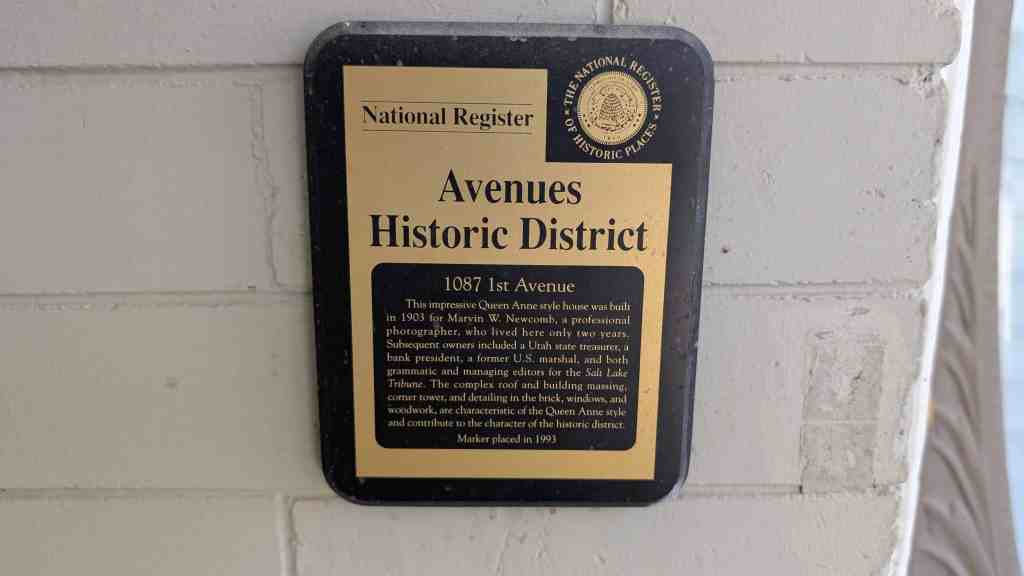 National Register
THE NATIONAL REGISTER
OF HISTORIC PLACES
Avenues
Historic District
1087 1st Avenue
This impressive Queen Anne style house was built
in 1903 for Marvin W. Newcomb, a professional
photographer, who lived here only two years.
Subsequent owners included a Utah state treasurer, a
bank president, a former U.S. marshal, and both
grammatic and managing editors for the Salt Lake
Tribune. The complex roof and building massing,
corner tower, and detailing in the brick, windows, and
woodwork, are characteristic of the Queen Anne style
and contribute to the character of the historic district.
Marker placed in 1993